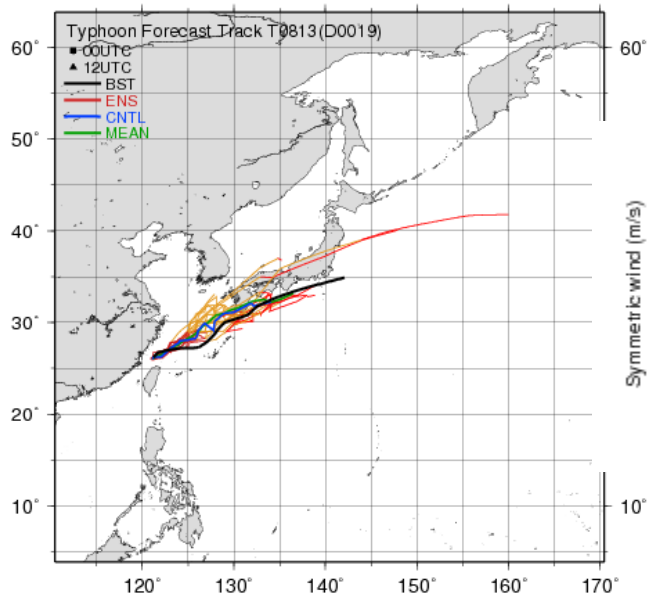 Typhoon Forecast Track T0813(D0019)
00UTC
12UTC
BST
ENS
CNTL
MEAN
60°
50°
40°
30°
20°
10°
60°
10°
Symmetric wind (m/s)
120° 130° 140° 150° 160° 170°